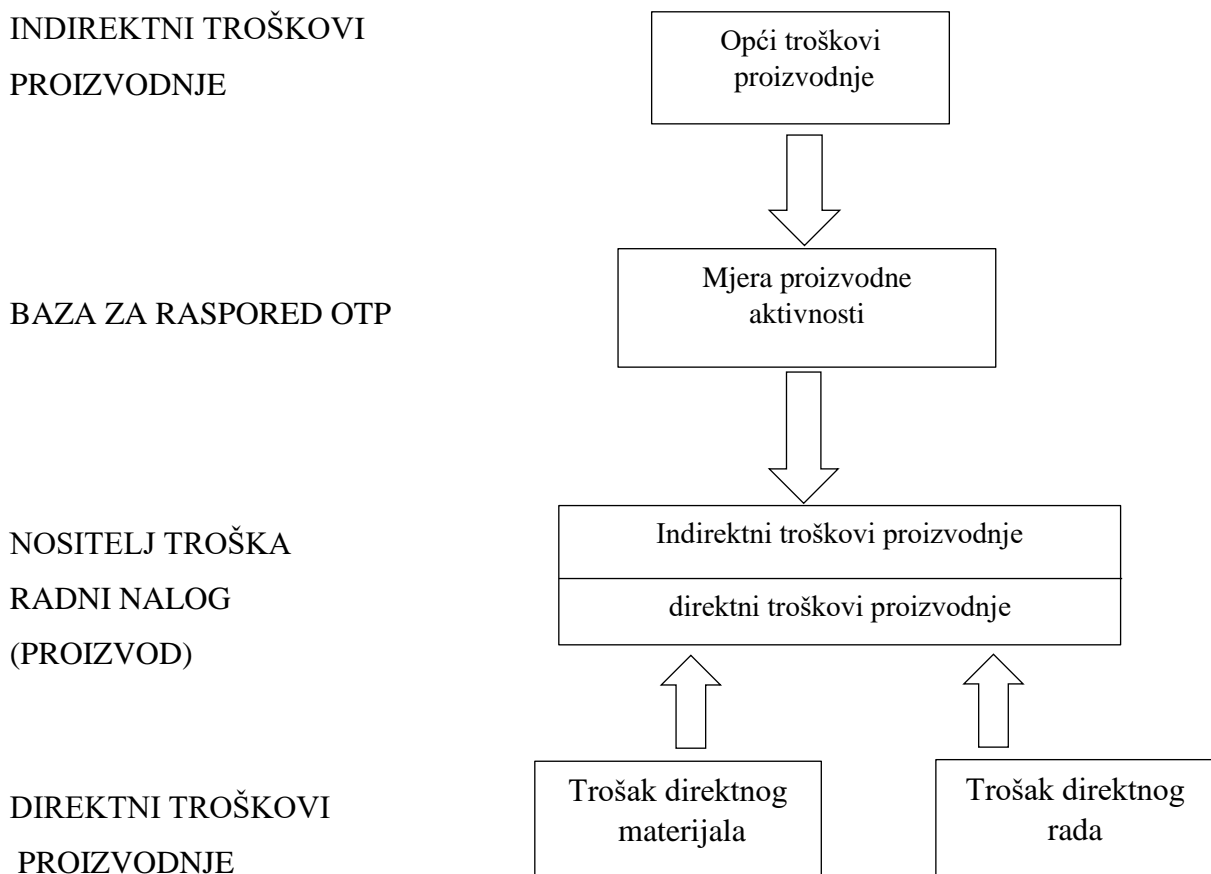 INDIREKTNI TROŠKOVI
PROIZVODNJE
Opći troškovi
proizvodnje
BAZA ZA RASPORED OTP
Mjera proizvodne
aktivnosti
NOSITELJ TROŠKA
RADNI NALOG
(PROIZVOD)
Indirektni troškovi proizvodnje
direktni troškovi proizvodnje
DIREKTNI TROŠKOVI
PROIZVODNJE
Trošak direktnog
materijala
Trošak direktnog
rada